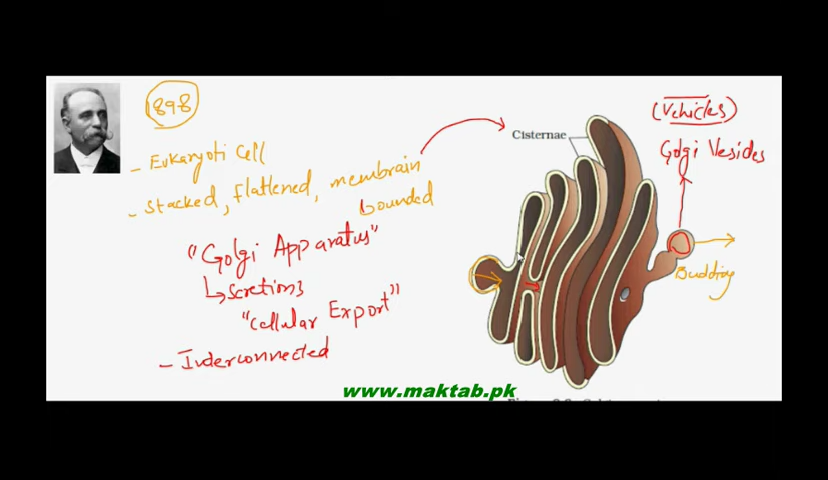 1898
- Eukaryoti Cell
- Stacked, flattened, membrain
bounded
"Golgi Apparatus"
↳ secretions
"Cellular Export"
- Interconnected
Cisternae
(Vehicles)
Golgi Vesides
Budding
www.maktab.pk